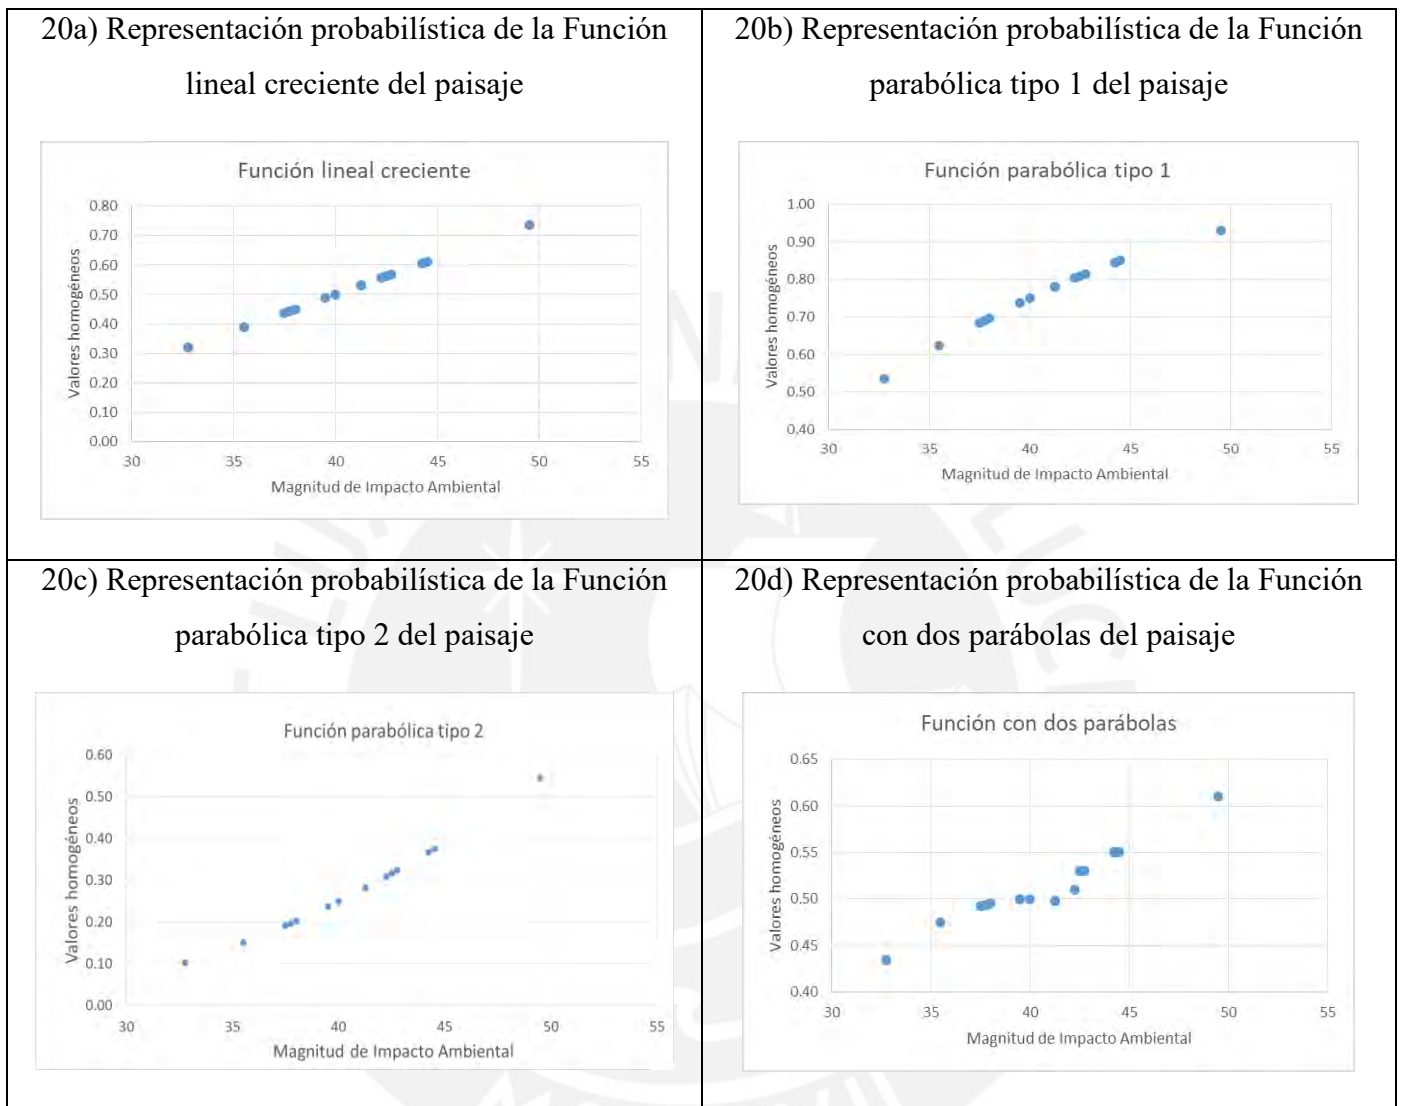 20a) Representación probabilística de la Función
lineal creciente del paisaje
Función lineal creciente
Valores homogéneos
0.80
0.70
0.60
0.50
0.40
0.30
0.20
0.10
0.00
30 35 40 45 50 55
Magnitud de Impacto Ambiental
20b) Representación probabilística de la Función
parabólica tipo 1 del paisaje
Función parabólica tipo 1
Valores homogéneos
1.00
0.90
0.80
0.70
0.60
0.50
0.40
30 35 40 45 50 55
Magnitud de Impacto Ambiental
20c) Representación probabilística de la Función
parabólica tipo 2 del paisaje
Función parabólica tipo 2
Valores homogéneos
0.60
0.50
0.40
0.30
0.20
0.10
0.00
30 35 40 45 50 55
Magnitud de Impacto Ambiental
20d) Representación probabilística de la Función
con dos parábolas del paisaje
Función con dos parábolas
Valores homogéneos
0.65
0.60
0.55
0.50
0.45
0.40
30 35 40 45 50 55
Magnitud de Impacto Ambiental